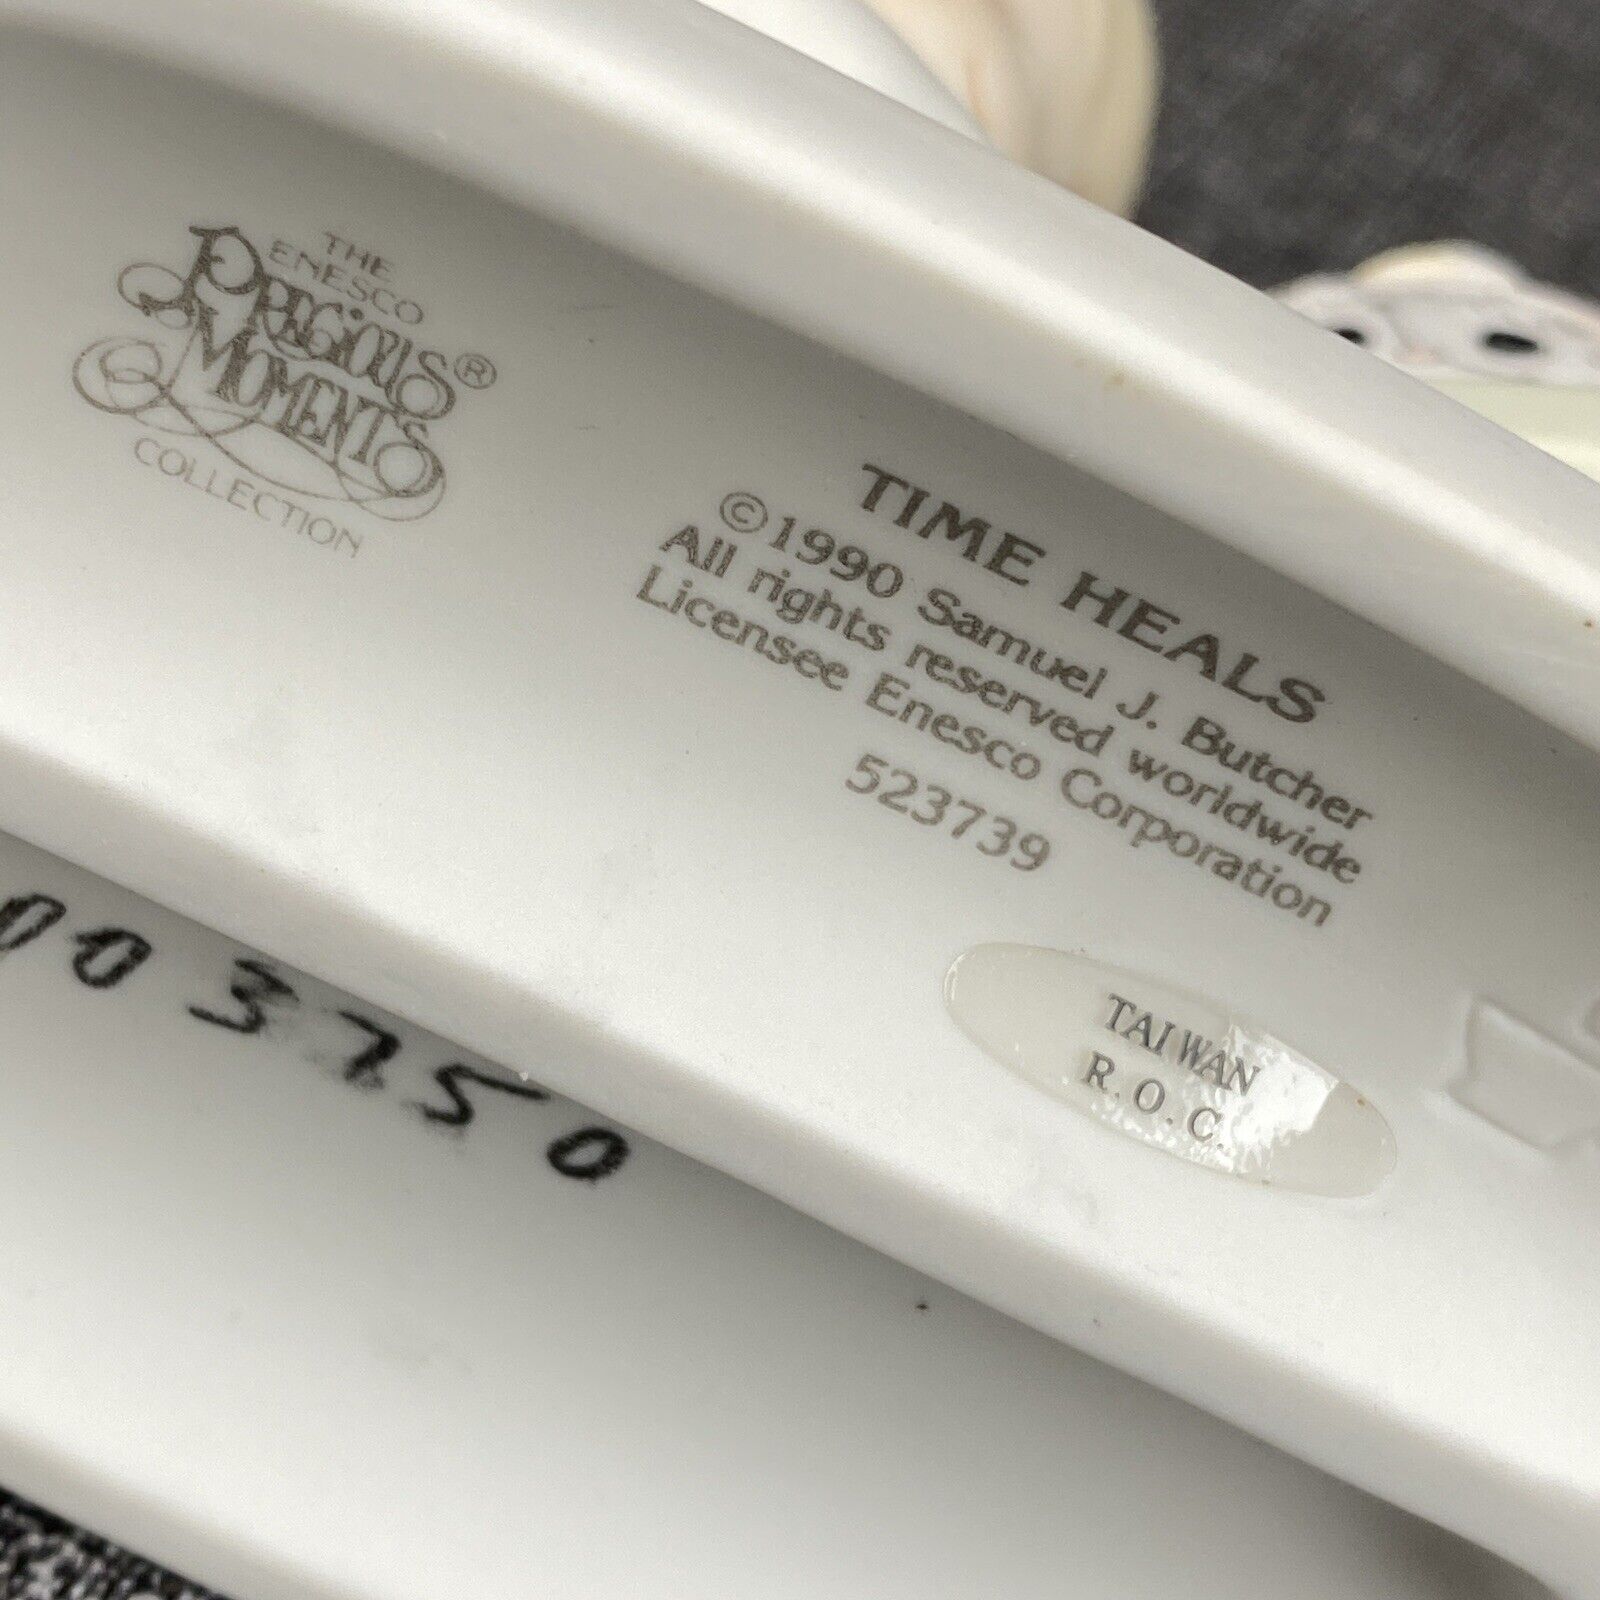 THE
ENESCO
PRECIOUS®
MOMENTS
COLLECTION
TIME HEALS
©1990 Samuel J. Butcher
All rights reserved worldwide
Licensee Enesco Corporation
523739
TAIWAN
R.O.C.
003750